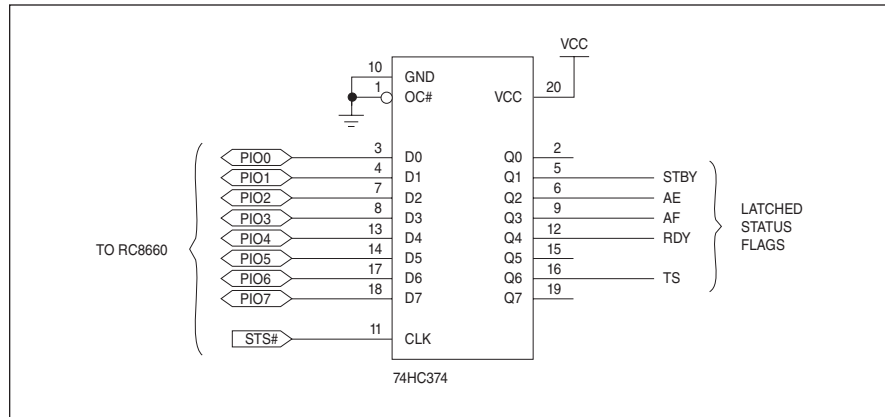 VCC
10 GND
1 OC#
VCC 20
PIO0 3 D0 Q0 2
PIO1 4 D1 Q1 5 STBY
PIO2 7 D2 Q2 6 AE
PIO3 8 D3 Q3 9 AF
PIO4 13 D4 Q4 12 RDY
PIO5 14 D5 Q5 15
PIO6 17 D6 Q6 16 TS
PIO7 18 D7 Q7 19
TO RC8660
LATCHED
STATUS
FLAGS
STS# 11 CLK
74HC374